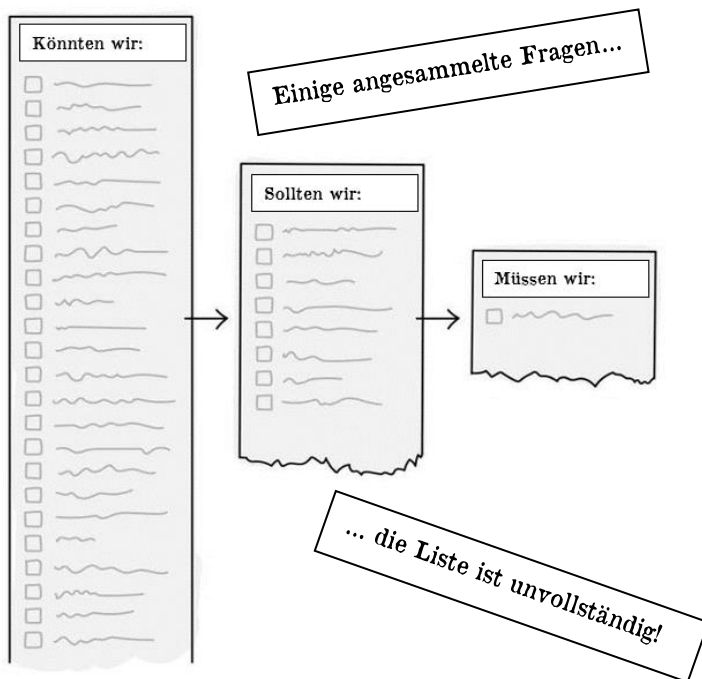 Könnten wir:
Einige angesammelte Fragen...
Sollten wir:
Müssen wir:
... die Liste ist unvollständig!